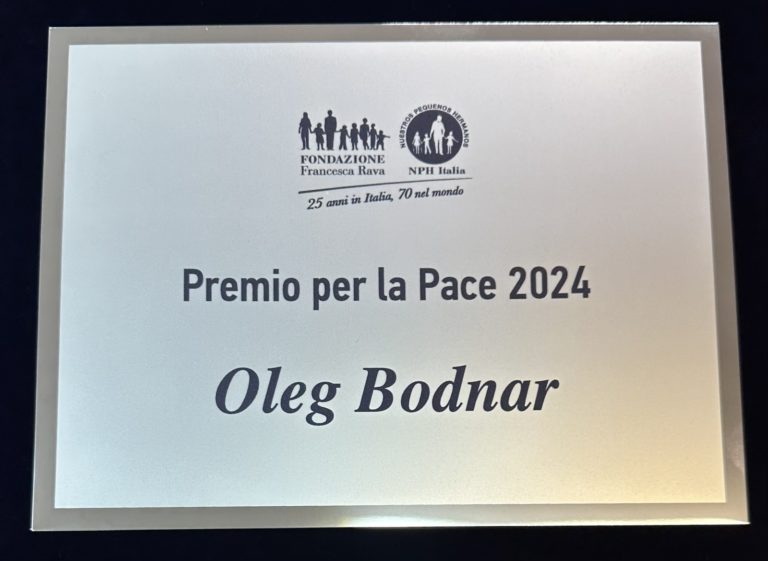 NUESTROS PEQUEÑOS HERMANOS
FONDAZIONE
Francesca Rava
NPH Italia
25 anni in Italia, 70 nel mondo
Premio per la Pace 2024
Oleg Bodnar